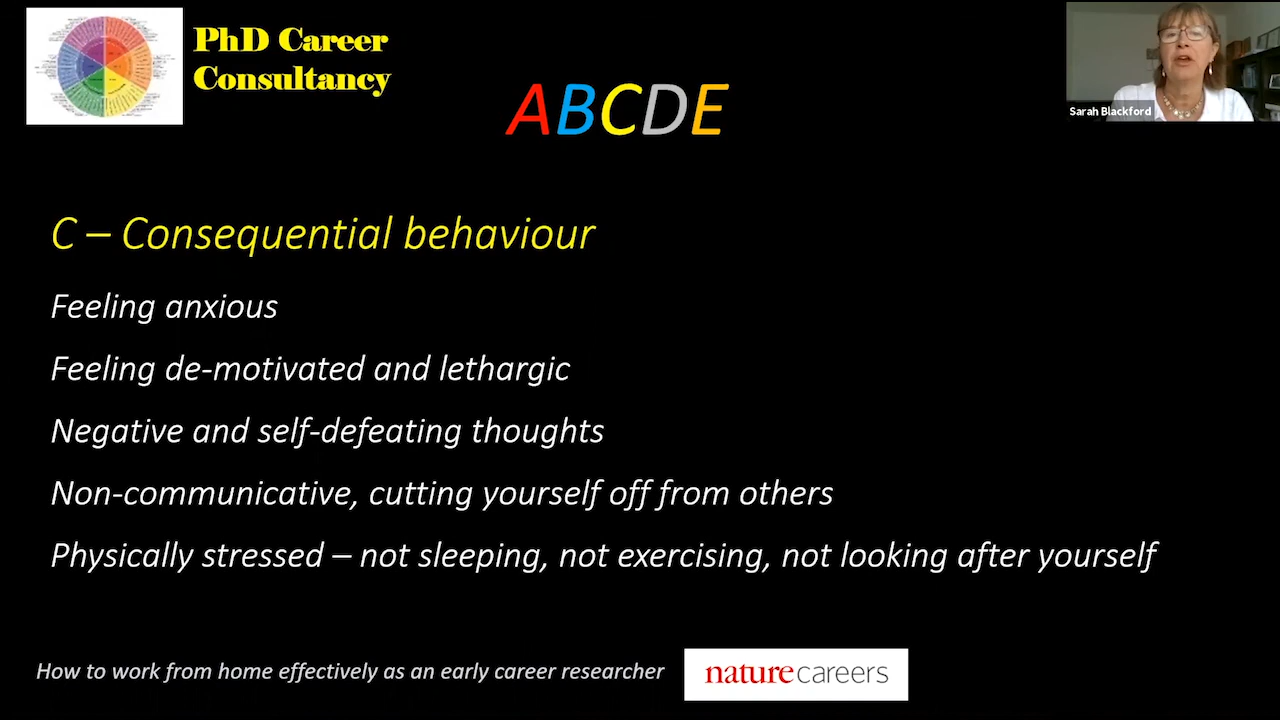 PhD Career
Consultancy
ABCDE
Sarah Blackford
C – Consequential behaviour
Feeling anxious
Feeling de-motivated and lethargic
Negative and self-defeating thoughts
Non-communicative, cutting yourself off from others
Physically stressed – not sleeping, not exercising, not looking after yourself
How to work from home effectively as an early career researcher
naturecareers